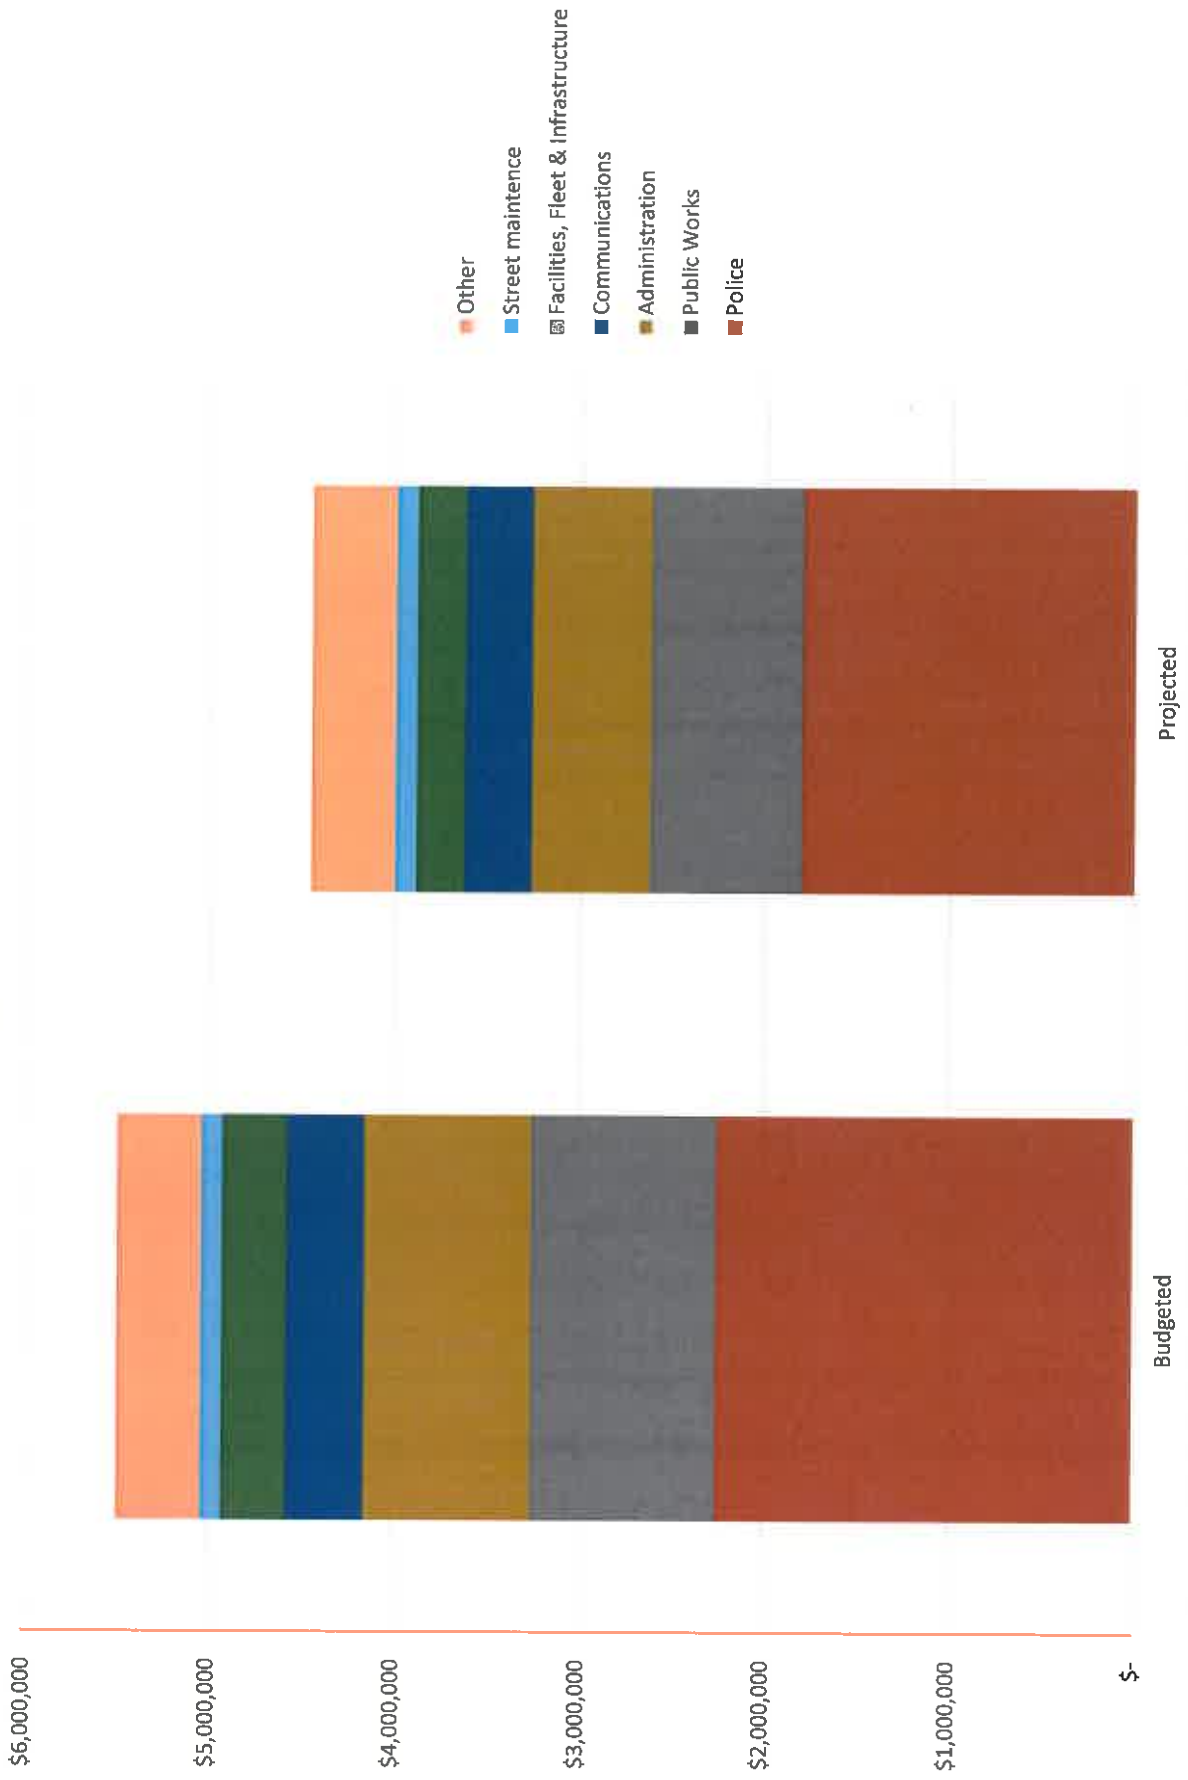 $6,000,000
$5,000,000
$4,000,000
$3,000,000
$2,000,000
$1,000,000
$-
Budgeted
Projected
Other
Street maintence
Facilities, Fleet & Infrastructure
Communications
Administration
Public Works
Police